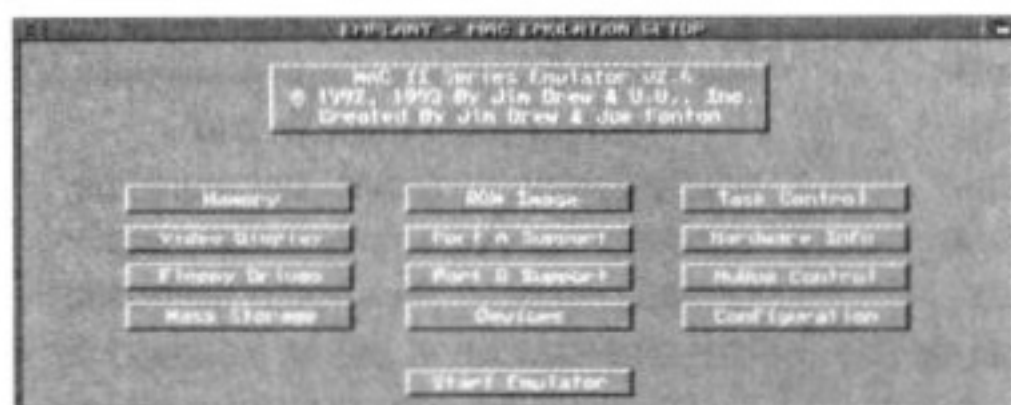 EMPLANT - MAC EMULATION SETUP
MAC II Series Emulator v2.4
© 1992, 1993 By Jim Drew & U.U., Inc.
Created By Jim Drew & Joe Fenton
Memory
ROM Image
Task Control
Video Display
Port A Support
Hardware Info
Floppy Drives
Port B Support
NuBus Control
Mass Storage
Devices
Configuration
Start Emulator